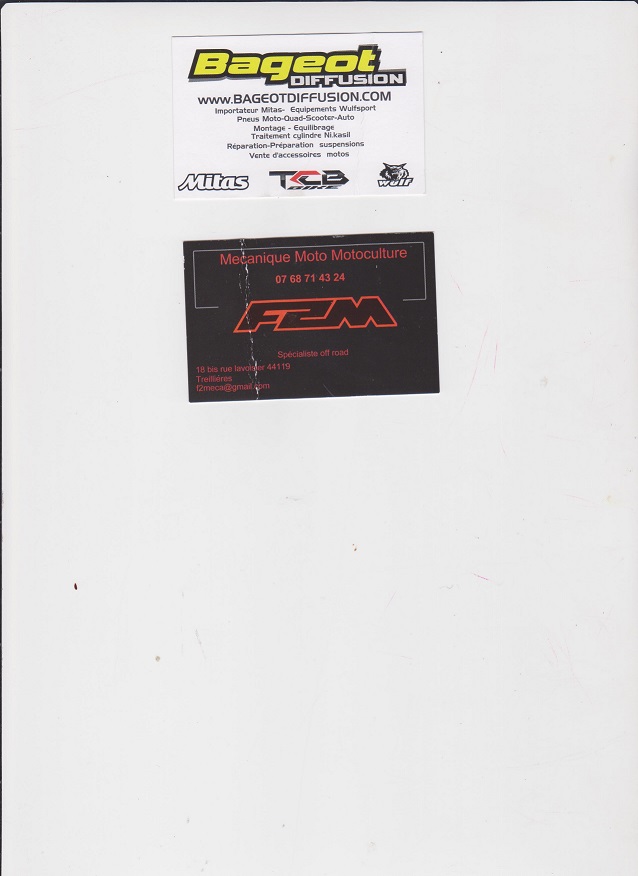 Bageot
DIFFUSION
www.BAGEOTDIFFUSION.COM
Importateur Mitas- Equipements Wulfsport
Pneus Moto-Quad-Scooter-Auto
Montage - Equilibrage
Traitement cylindre Ni.kasil
Réparation-Préparation suspensions
Vente d'accessoires motos
Mitas TCB BIKE wulf
Mecanique Moto Motoculture
07 68 71 43 24
F2M
Spécialiste off road
18 bis rue lavoisier 44119
Treillières
f2meca@gmail.com